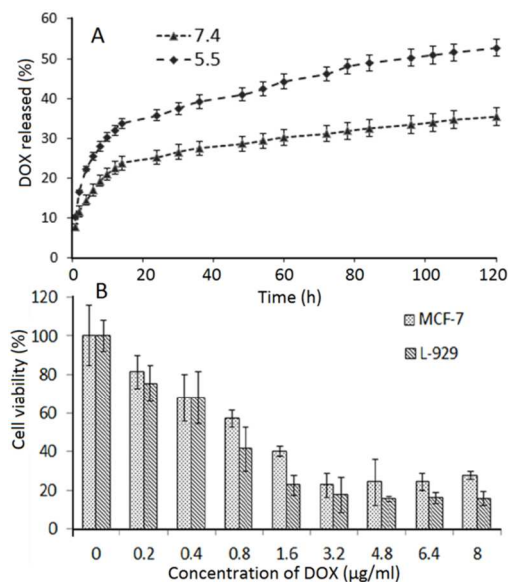 A
7.4
5.5
DOX released (%)
60
50
40
30
20
10
0
0 20 40 60 80 100 120
Time (h)
B
MCF-7
L-929
Cell viability (%)
120
100
80
60
40
20
0
0 0.2 0.4 0.8 1.6 3.2 4.8 6.4 8
Concentration of DOX (µg/ml)